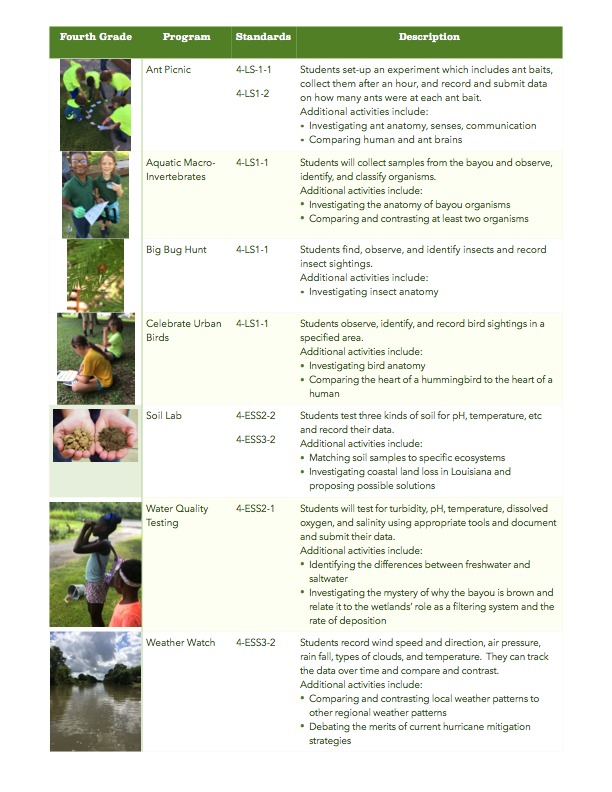 Fourth Grade Program Standards Description
Ant Picnic 4-LS-1-1 Students set-up an experiment which includes ant baits,
4-LS1-2 collect them after an hour, and record and submit data
on how many ants were at each ant bait.
Additional activities include:
• Investigating ant anatomy, senses, communication
• Comparing human and ant brains
Aquatic Macro- 4-LS1-1 Students will collect samples from the bayou and observe,
Invertebrates identify, and classify organisms.
Additional activities include:
• Investigating the anatomy of bayou organisms
• Comparing and contrasting at least two organisms
Big Bug Hunt 4-LS1-1 Students find, observe, and identify insects and record
insect sightings.
Additional activities include:
• Investigating insect anatomy
Celebrate Urban 4-LS1-1 Students observe, identify, and record bird sightings in a
Birds specified area.
Additional activities include:
• Investigating bird anatomy
• Comparing the heart of a hummingbird to the heart of a
human
Soil Lab 4-ESS2-2 Students test three kinds of soil for pH, temperature, etc
and record their data.
4-ESS3-2 Additional activities include:
• Matching soil samples to specific ecosystems
• Investigating coastal land loss in Louisiana and
proposing possible solutions
Water Quality 4-ESS2-1 Students will test for turbidity, pH, temperature, dissolved
Testing oxygen, and salinity using appropriate tools and document
and submit their data.
Additional activities include:
• Identifying the differences between freshwater and
saltwater
• Investigating the mystery of why the bayou is brown and
relate it to the wetlands' role as a filtering system and the
rate of deposition
Weather Watch 4-ESS3-2 Students record wind speed and direction, air pressure,
rain fall, types of clouds, and temperature. They can track
the data over time and compare and contrast.
Additional activities include:
• Comparing and contrasting local weather patterns to
other regional weather patterns
• Debating the merits of current hurricane mitigation
strategies